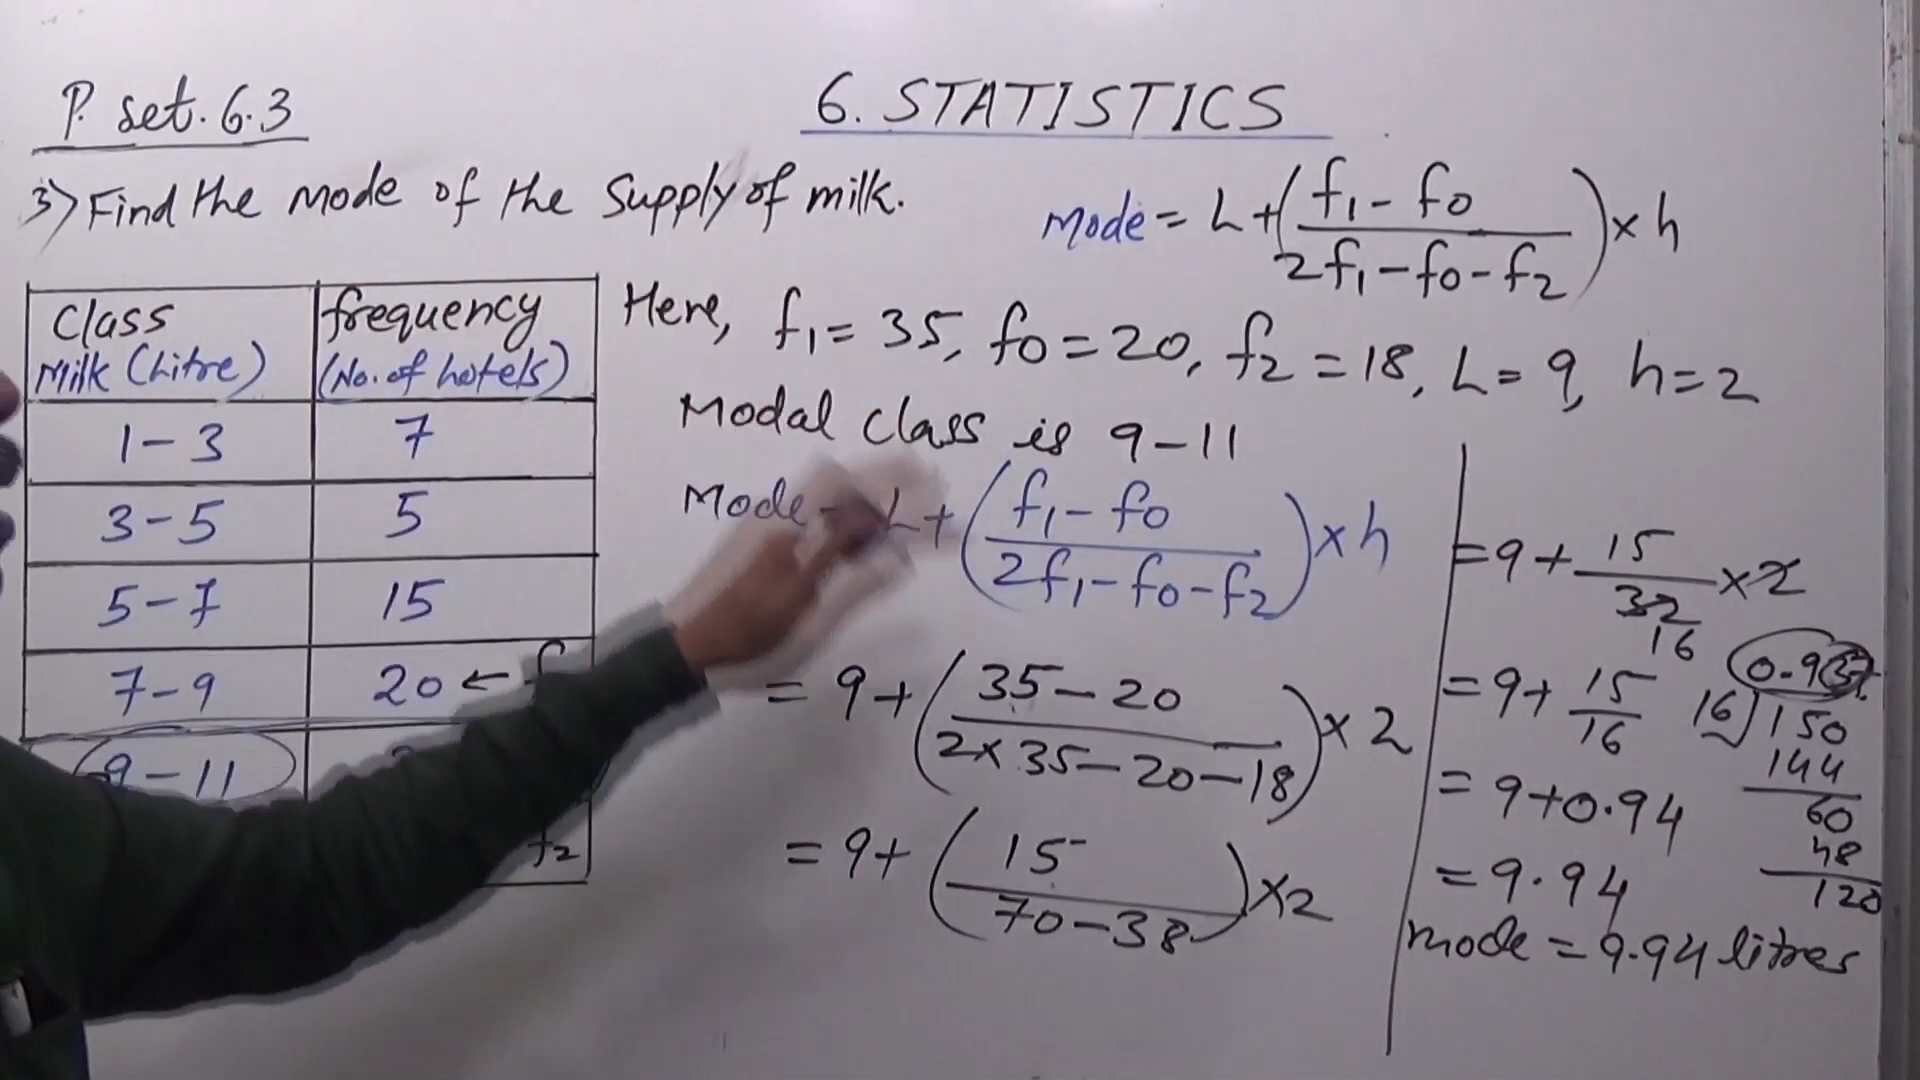 P. set. 6.3
6. STATISTICS
3) Find the mode of the supply of milk.
mode = L + (f1 - f0 / 2f1 - f0 - f2) × h
Class frequency
Milk (Litre) (No. of hotels)
1 - 3 7
3 - 5 5
5 - 7 15
7 - 9 20 ←
9 - 11
f2
Here, f1 = 35, f0 = 20, f2 = 18, L = 9, h = 2
Modal class is 9 - 11
Mode = L + (f1 - f0 / 2f1 - f0 - f2) × h
= 9 + (35 - 20 / 2 × 35 - 20 - 18) × 2
= 9 + (15 / 70 - 38) × 2
= 9 + 15 / 32 × 2
16
= 9 + 15 / 16
= 9 + 0.94
= 9.94
mode = 9.94 litres
0.937
16 ) 150
144
60
48
120